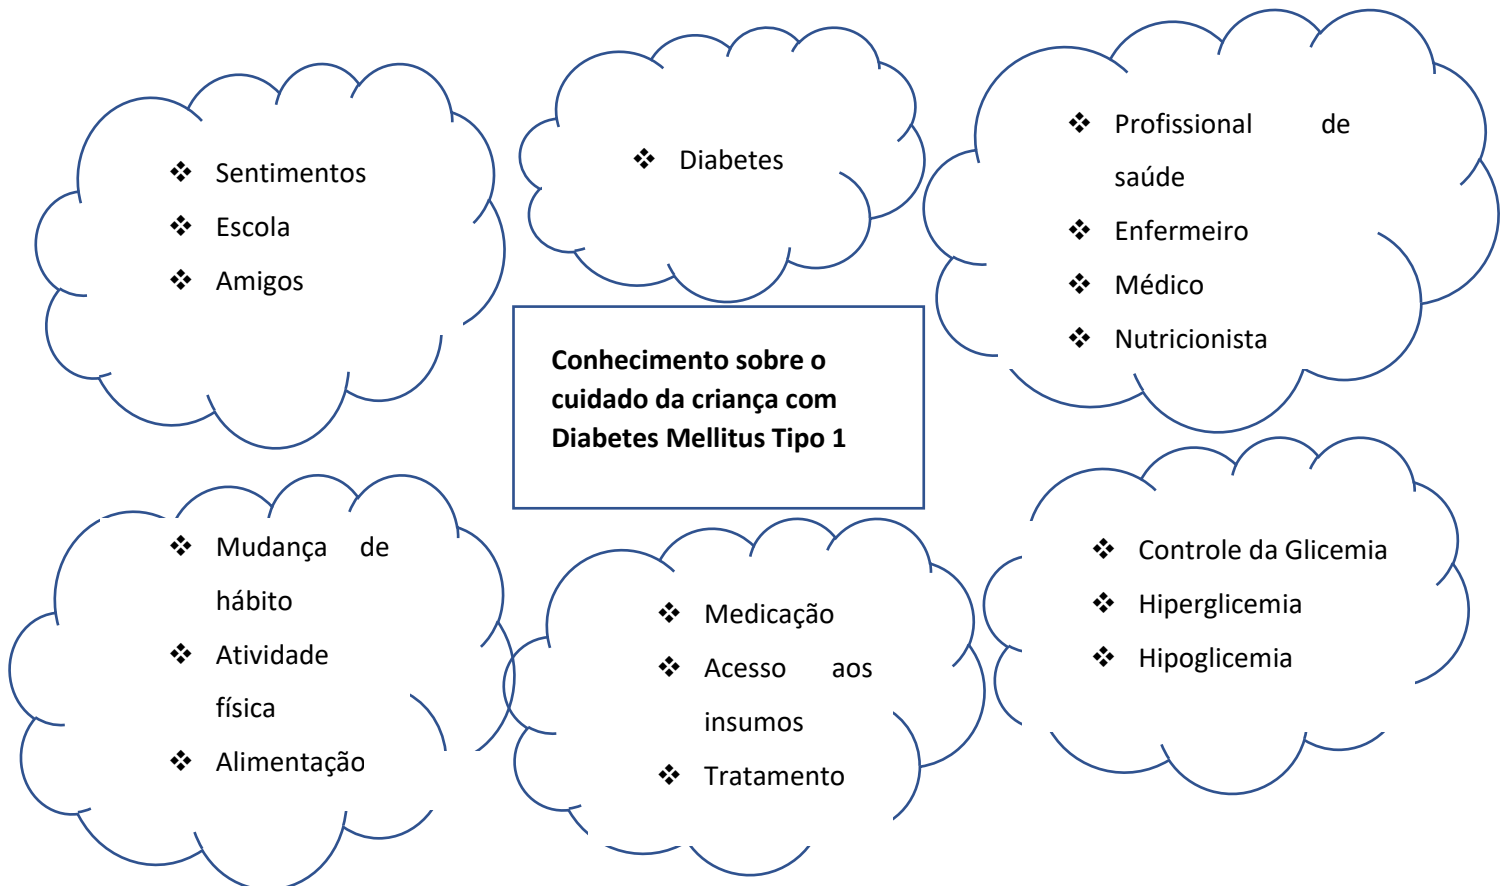 ❖ Sentimentos
❖ Escola
❖ Amigos
❖ Diabetes
❖ Profissional de
saúde
❖ Enfermeiro
❖ Médico
❖ Nutricionista
Conhecimento sobre o
cuidado da criança com
Diabetes Mellitus Tipo 1
❖ Mudança de
hábito
❖ Atividade
física
❖ Alimentação
❖ Medicação
❖ Acesso aos
insumos
❖ Tratamento
❖ Controle da Glicemia
❖ Hiperglicemia
❖ Hipoglicemia